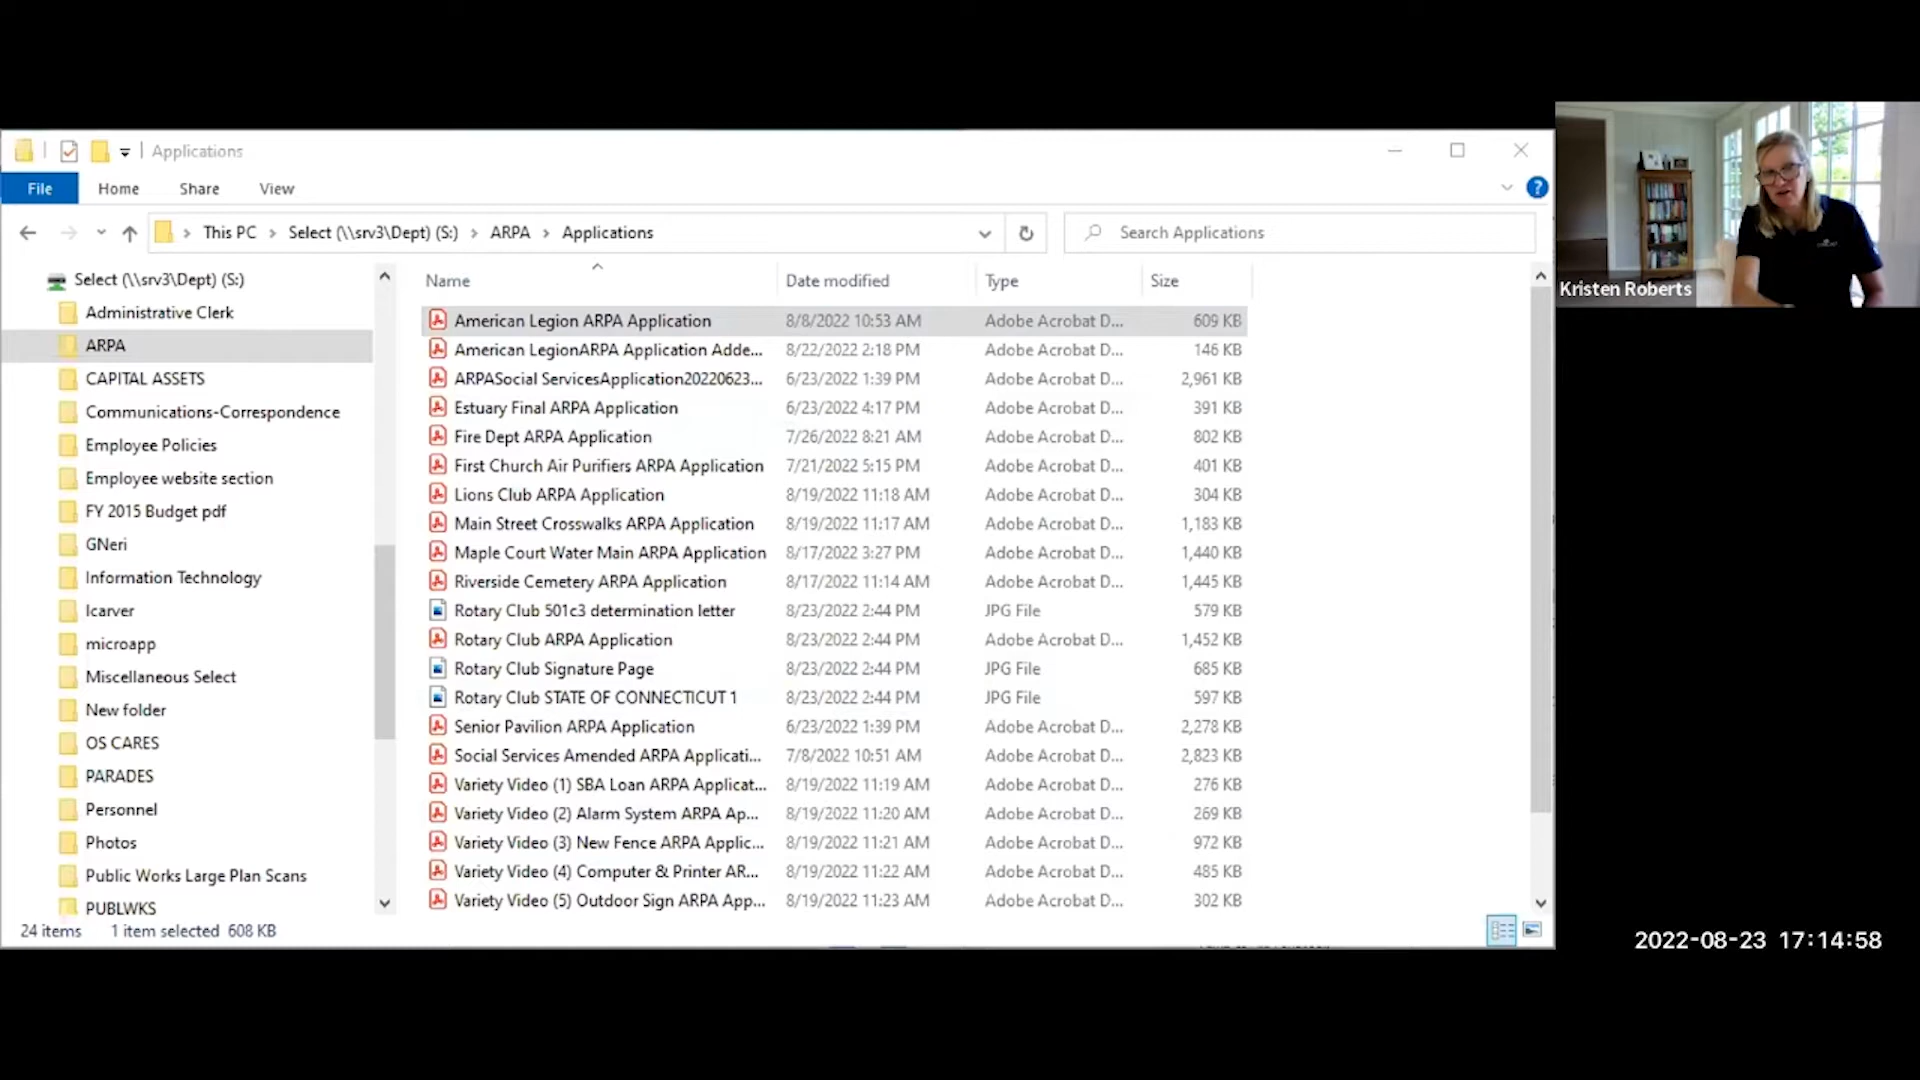 Applications
File Home Share View
This PC > Select (\\srv3\Dept) (S:) > ARPA > Applications
Search Applications
Kristen Roberts
Select (\\srv3\Dept) (S:)
Administrative Clerk
ARPA
CAPITAL ASSETS
Communications-Correspondence
Employee Policies
Employee website section
FY 2015 Budget pdf
GNeri
Information Technology
lcarver
microapp
Miscellaneous Select
New folder
OS CARES
PARADES
Personnel
Photos
Public Works Large Plan Scans
PUBLWKS
Name Date modified Type Size
American Legion ARPA Application 8/8/2022 10:53 AM Adobe Acrobat D... 609 KB
American LegionARPA Application Adde... 8/22/2022 2:18 PM Adobe Acrobat D... 146 KB
ARPASocial ServicesApplication20220623... 6/23/2022 1:39 PM Adobe Acrobat D... 2,961 KB
Estuary Final ARPA Application 6/23/2022 4:17 PM Adobe Acrobat D... 391 KB
Fire Dept ARPA Application 7/26/2022 8:21 AM Adobe Acrobat D... 802 KB
First Church Air Purifiers ARPA Application 7/21/2022 5:15 PM Adobe Acrobat D... 401 KB
Lions Club ARPA Application 8/19/2022 11:18 AM Adobe Acrobat D... 304 KB
Main Street Crosswalks ARPA Application 8/19/2022 11:17 AM Adobe Acrobat D... 1,183 KB
Maple Court Water Main ARPA Application 8/17/2022 3:27 PM Adobe Acrobat D... 1,440 KB
Riverside Cemetery ARPA Application 8/17/2022 11:14 AM Adobe Acrobat D... 1,445 KB
Rotary Club 501c3 determination letter 8/23/2022 2:44 PM JPG File 579 KB
Rotary Club ARPA Application 8/23/2022 2:44 PM Adobe Acrobat D... 1,452 KB
Rotary Club Signature Page 8/23/2022 2:44 PM JPG File 685 KB
Rotary Club STATE OF CONNECTICUT 1 8/23/2022 2:44 PM JPG File 597 KB
Senior Pavilion ARPA Application 6/23/2022 1:39 PM Adobe Acrobat D... 2,278 KB
Social Services Amended ARPA Applicati... 7/8/2022 10:51 AM Adobe Acrobat D... 2,823 KB
Variety Video (1) SBA Loan ARPA Applicat... 8/19/2022 11:19 AM Adobe Acrobat D... 276 KB
Variety Video (2) Alarm System ARPA Ap... 8/19/2022 11:20 AM Adobe Acrobat D... 269 KB
Variety Video (3) New Fence ARPA Applic... 8/19/2022 11:21 AM Adobe Acrobat D... 972 KB
Variety Video (4) Computer & Printer AR... 8/19/2022 11:22 AM Adobe Acrobat D... 485 KB
Variety Video (5) Outdoor Sign ARPA App... 8/19/2022 11:23 AM Adobe Acrobat D... 302 KB
24 items 1 item selected 608 KB
2022-08-23 17:14:58